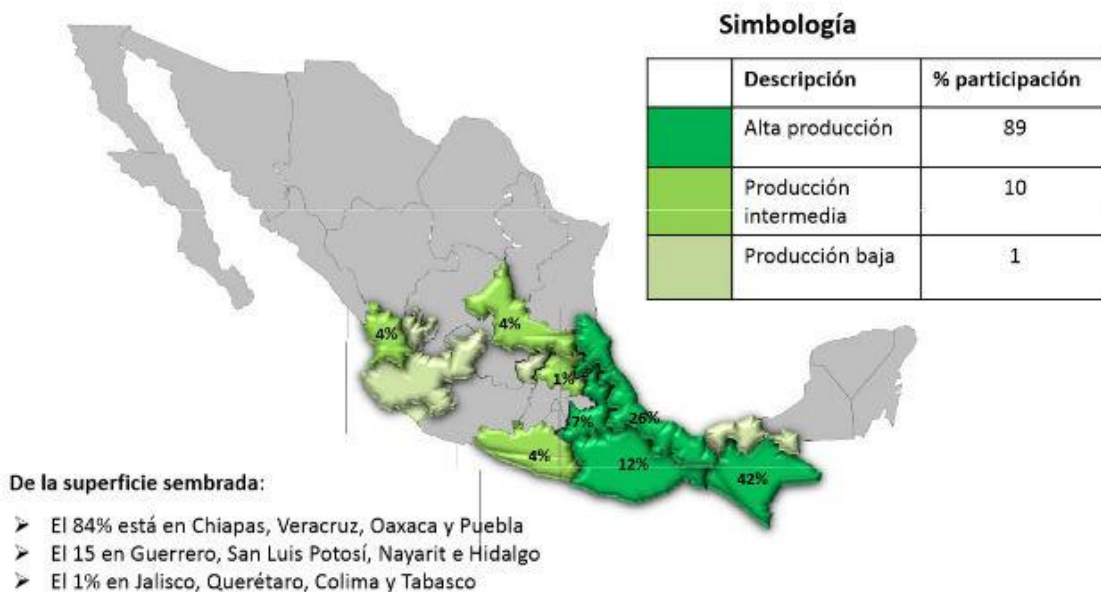 Simbología
Descripción % participación
Alta producción 89
Producción
intermedia 10
Producción baja 1
4%
4%
1%
7%
26%
4%
12%
42%
De la superficie sembrada:
➢ El 84% está en Chiapas, Veracruz, Oaxaca y Puebla
➢ El 15 en Guerrero, San Luis Potosí, Nayarit e Hidalgo
➢ El 1% en Jalisco, Querétaro, Colima y Tabasco